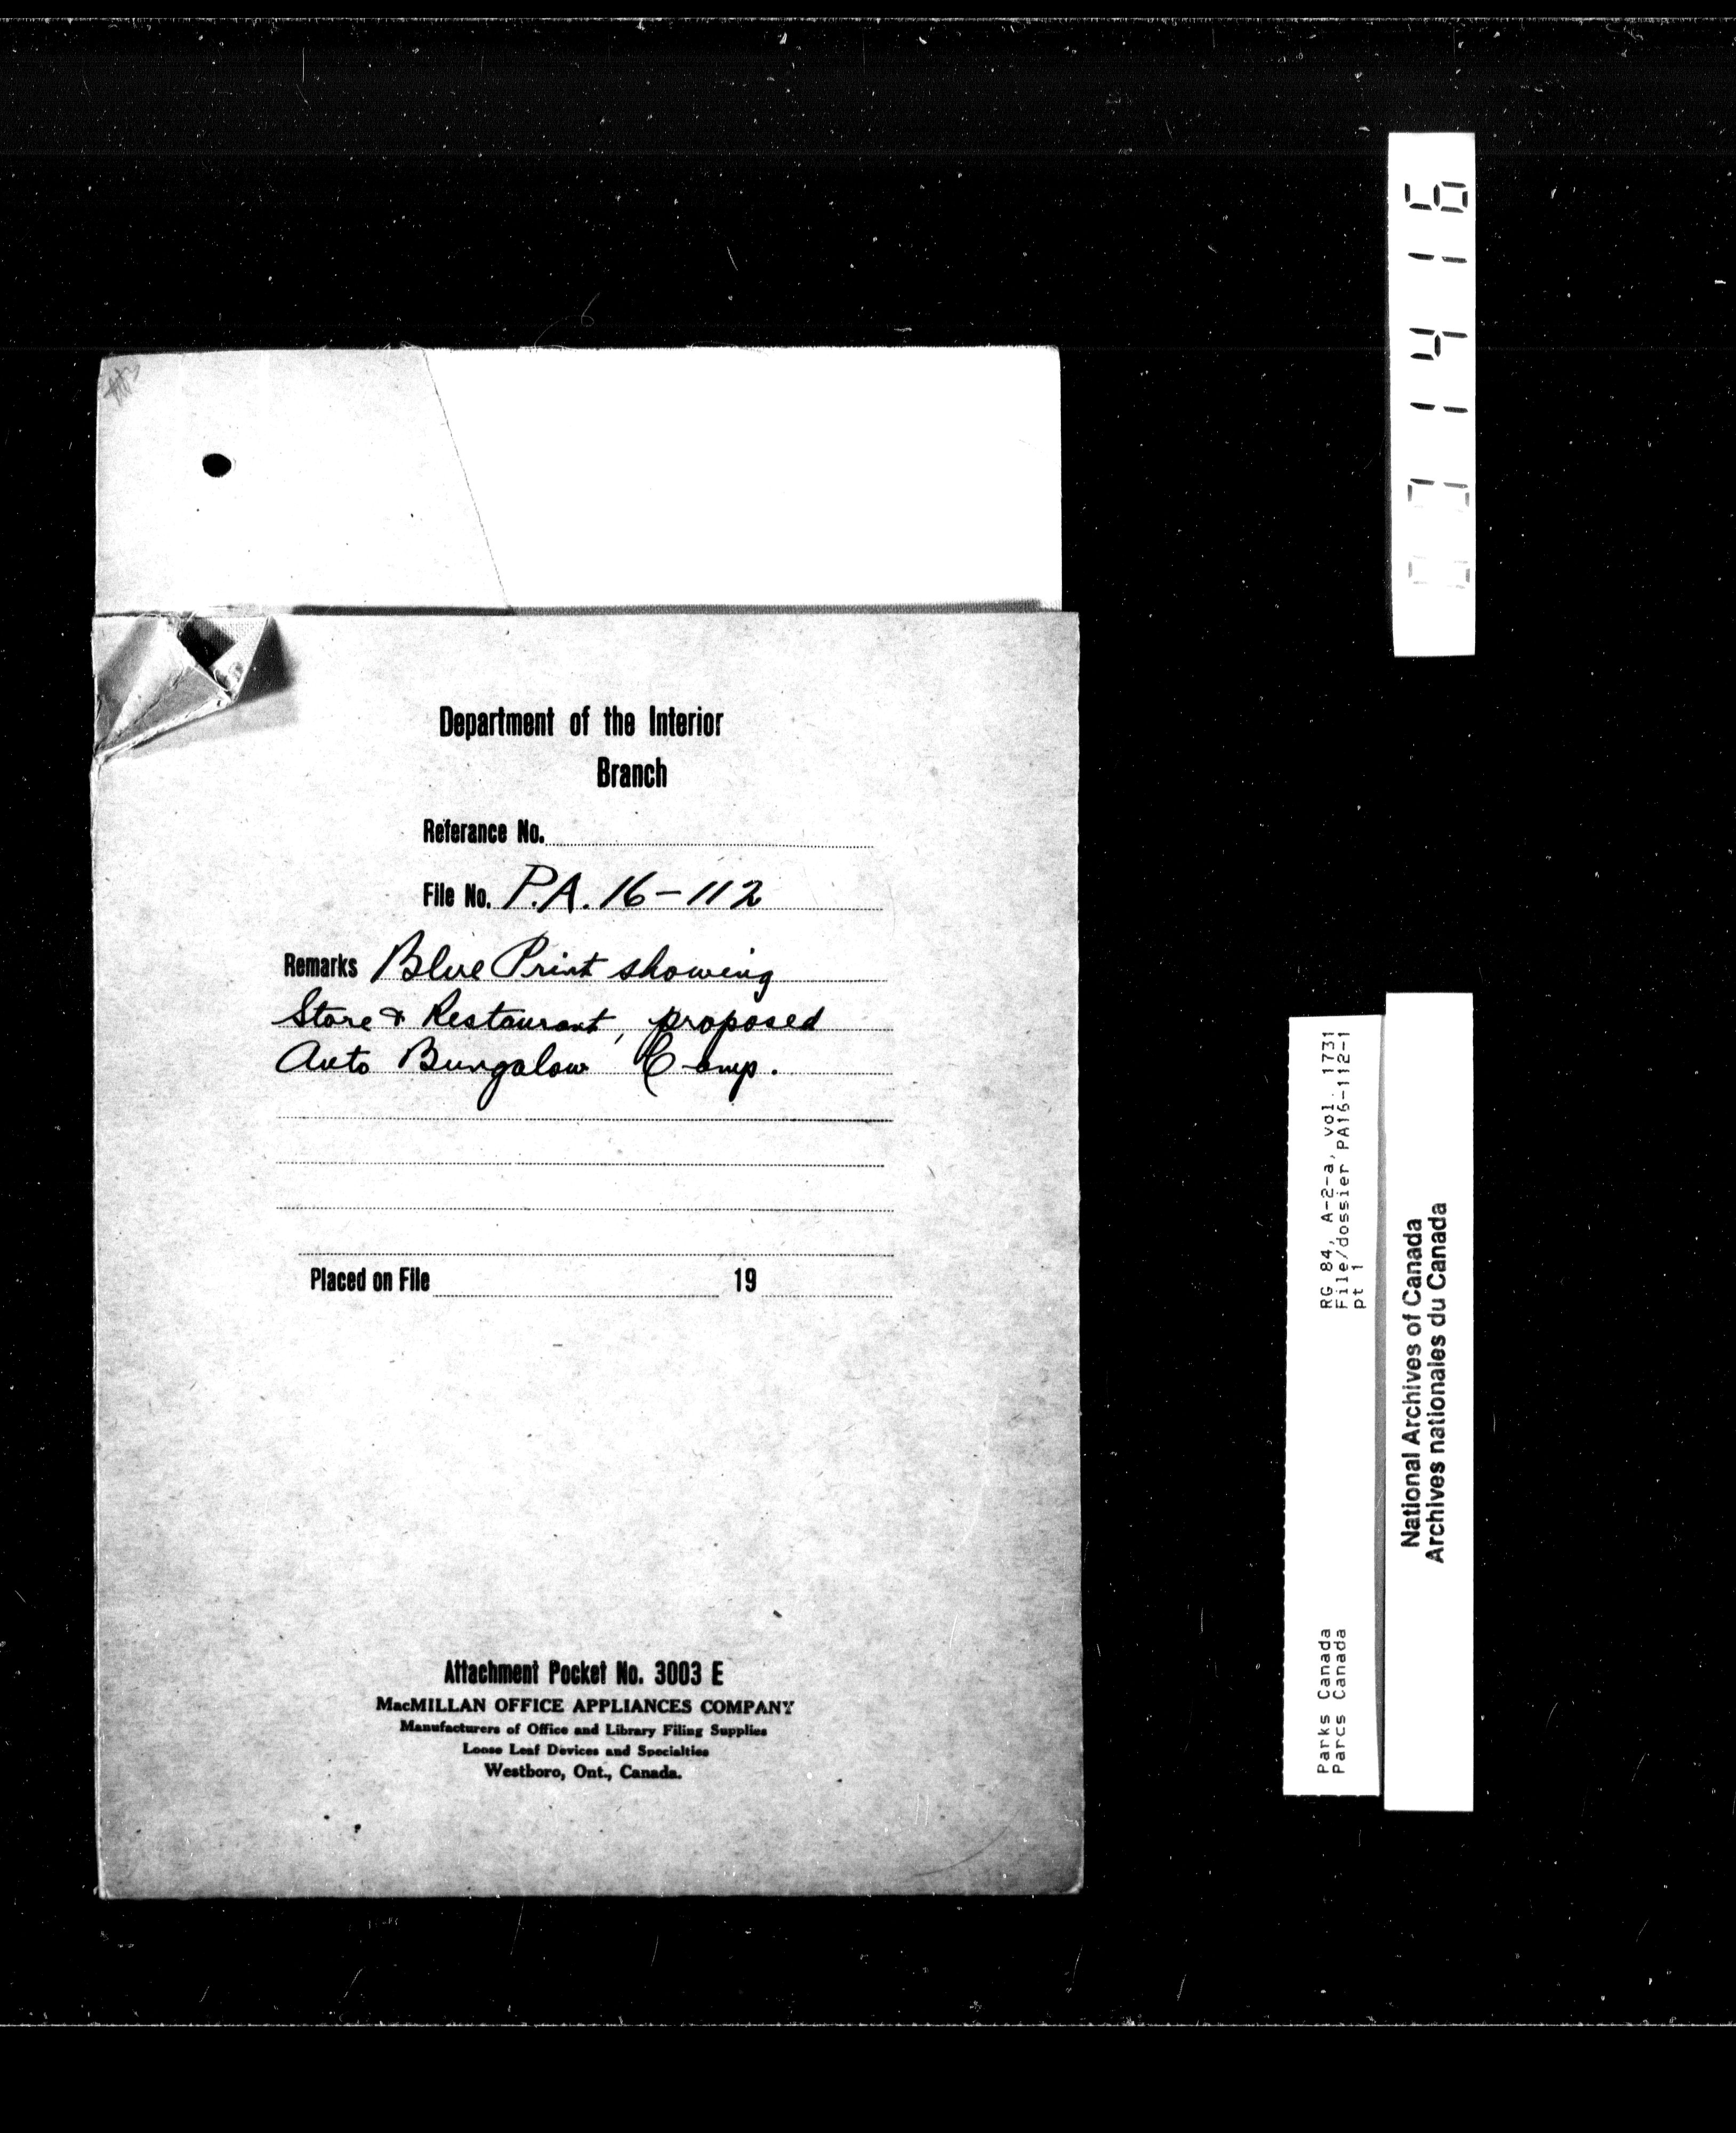 Department of the Interior
Branch
Referance No.
File No. P.A. 16-112
Remarks Blue Print showing
Store & Restaurant, proposed
Auto Bungalow Camp.
Placed on File 19
Attachment Pocket No. 3003 E
MacMILLAN OFFICE APPLIANCES COMPANY
Manufacturers of Office and Library Filing Supplies
Loose Leaf Devices and Specialties
Westboro, Ont., Canada.
071416
Parks Canada RG 84, A-2-a, vol. 1731
Parcs Canada File/dossier PA16-112-1
pt 1
National Archives of Canada
Archives nationales du Canada